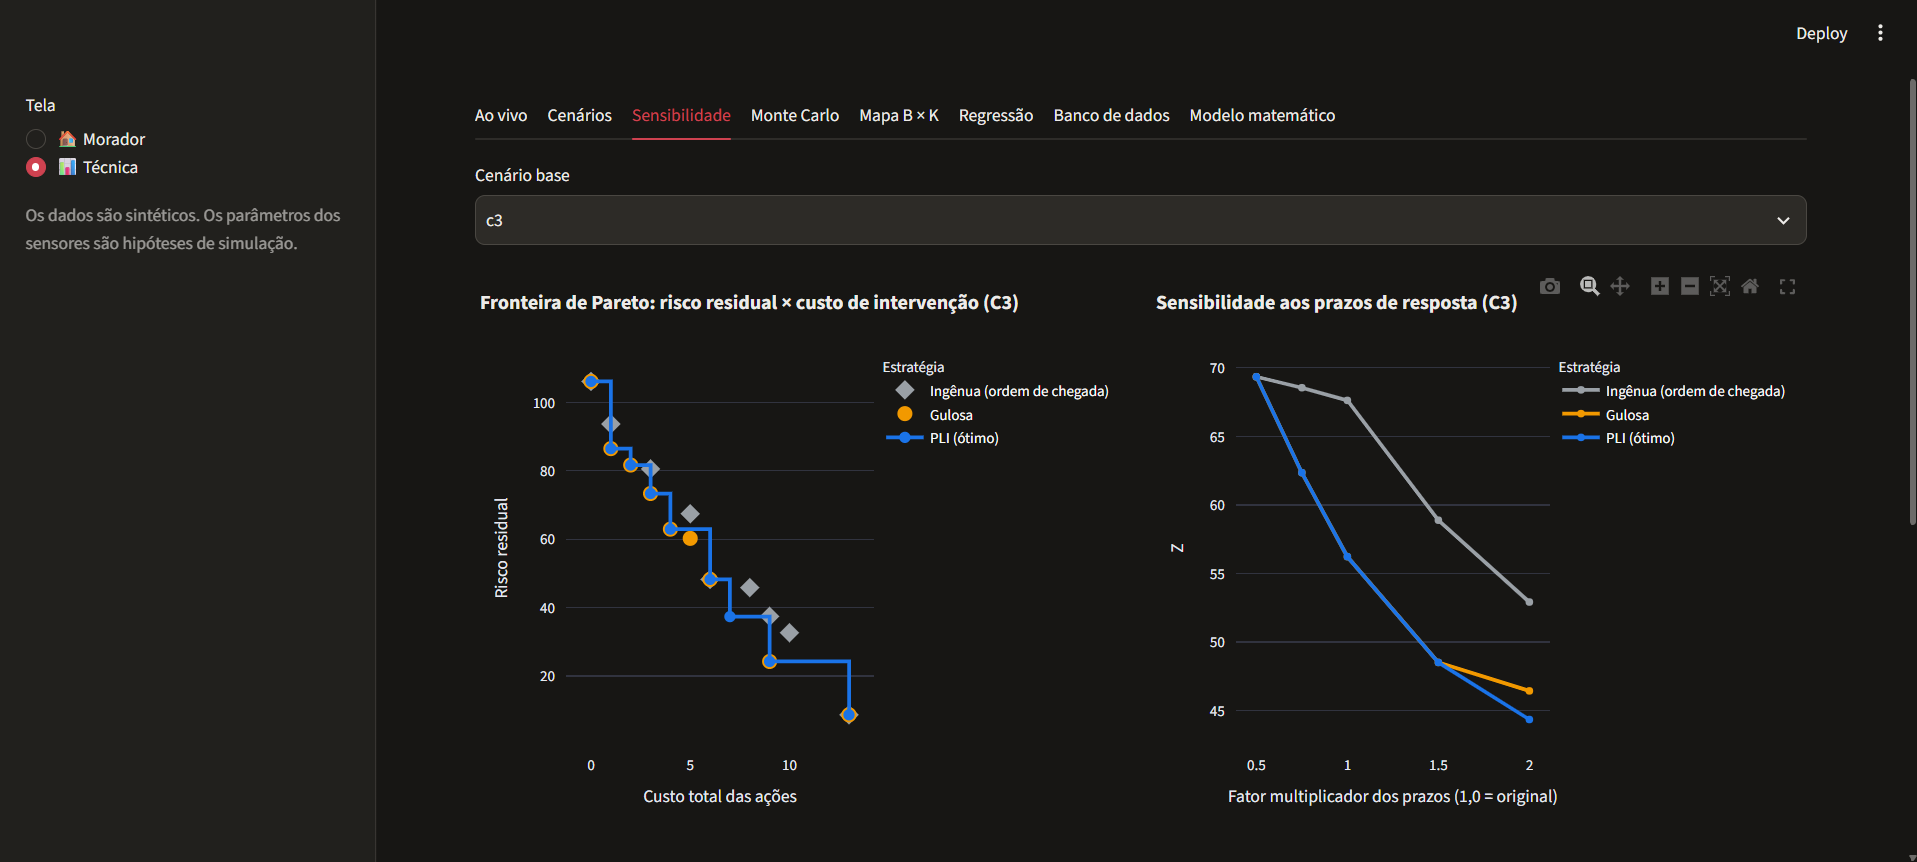 Deploy
Tela
Morador
Técnica
Os dados são sintéticos. Os parâmetros dos
sensores são hipóteses de simulação.
Ao vivo Cenários Sensibilidade Monte Carlo Mapa B × K Regressão Banco de dados Modelo matemático
Cenário base
c3
Fronteira de Pareto: risco residual × custo de intervenção (C3)
Estratégia
Ingênua (ordem de chegada)
Gulosa
PLI (ótimo)
100
80
60
40
20
Risco residual
0 5 10
Custo total das ações
Sensibilidade aos prazos de resposta (C3)
Estratégia
Ingênua (ordem de chegada)
Gulosa
PLI (ótimo)
70
65
60
55
50
45
Z
0.5 1 1.5 2
Fator multiplicador dos prazos (1,0 = original)